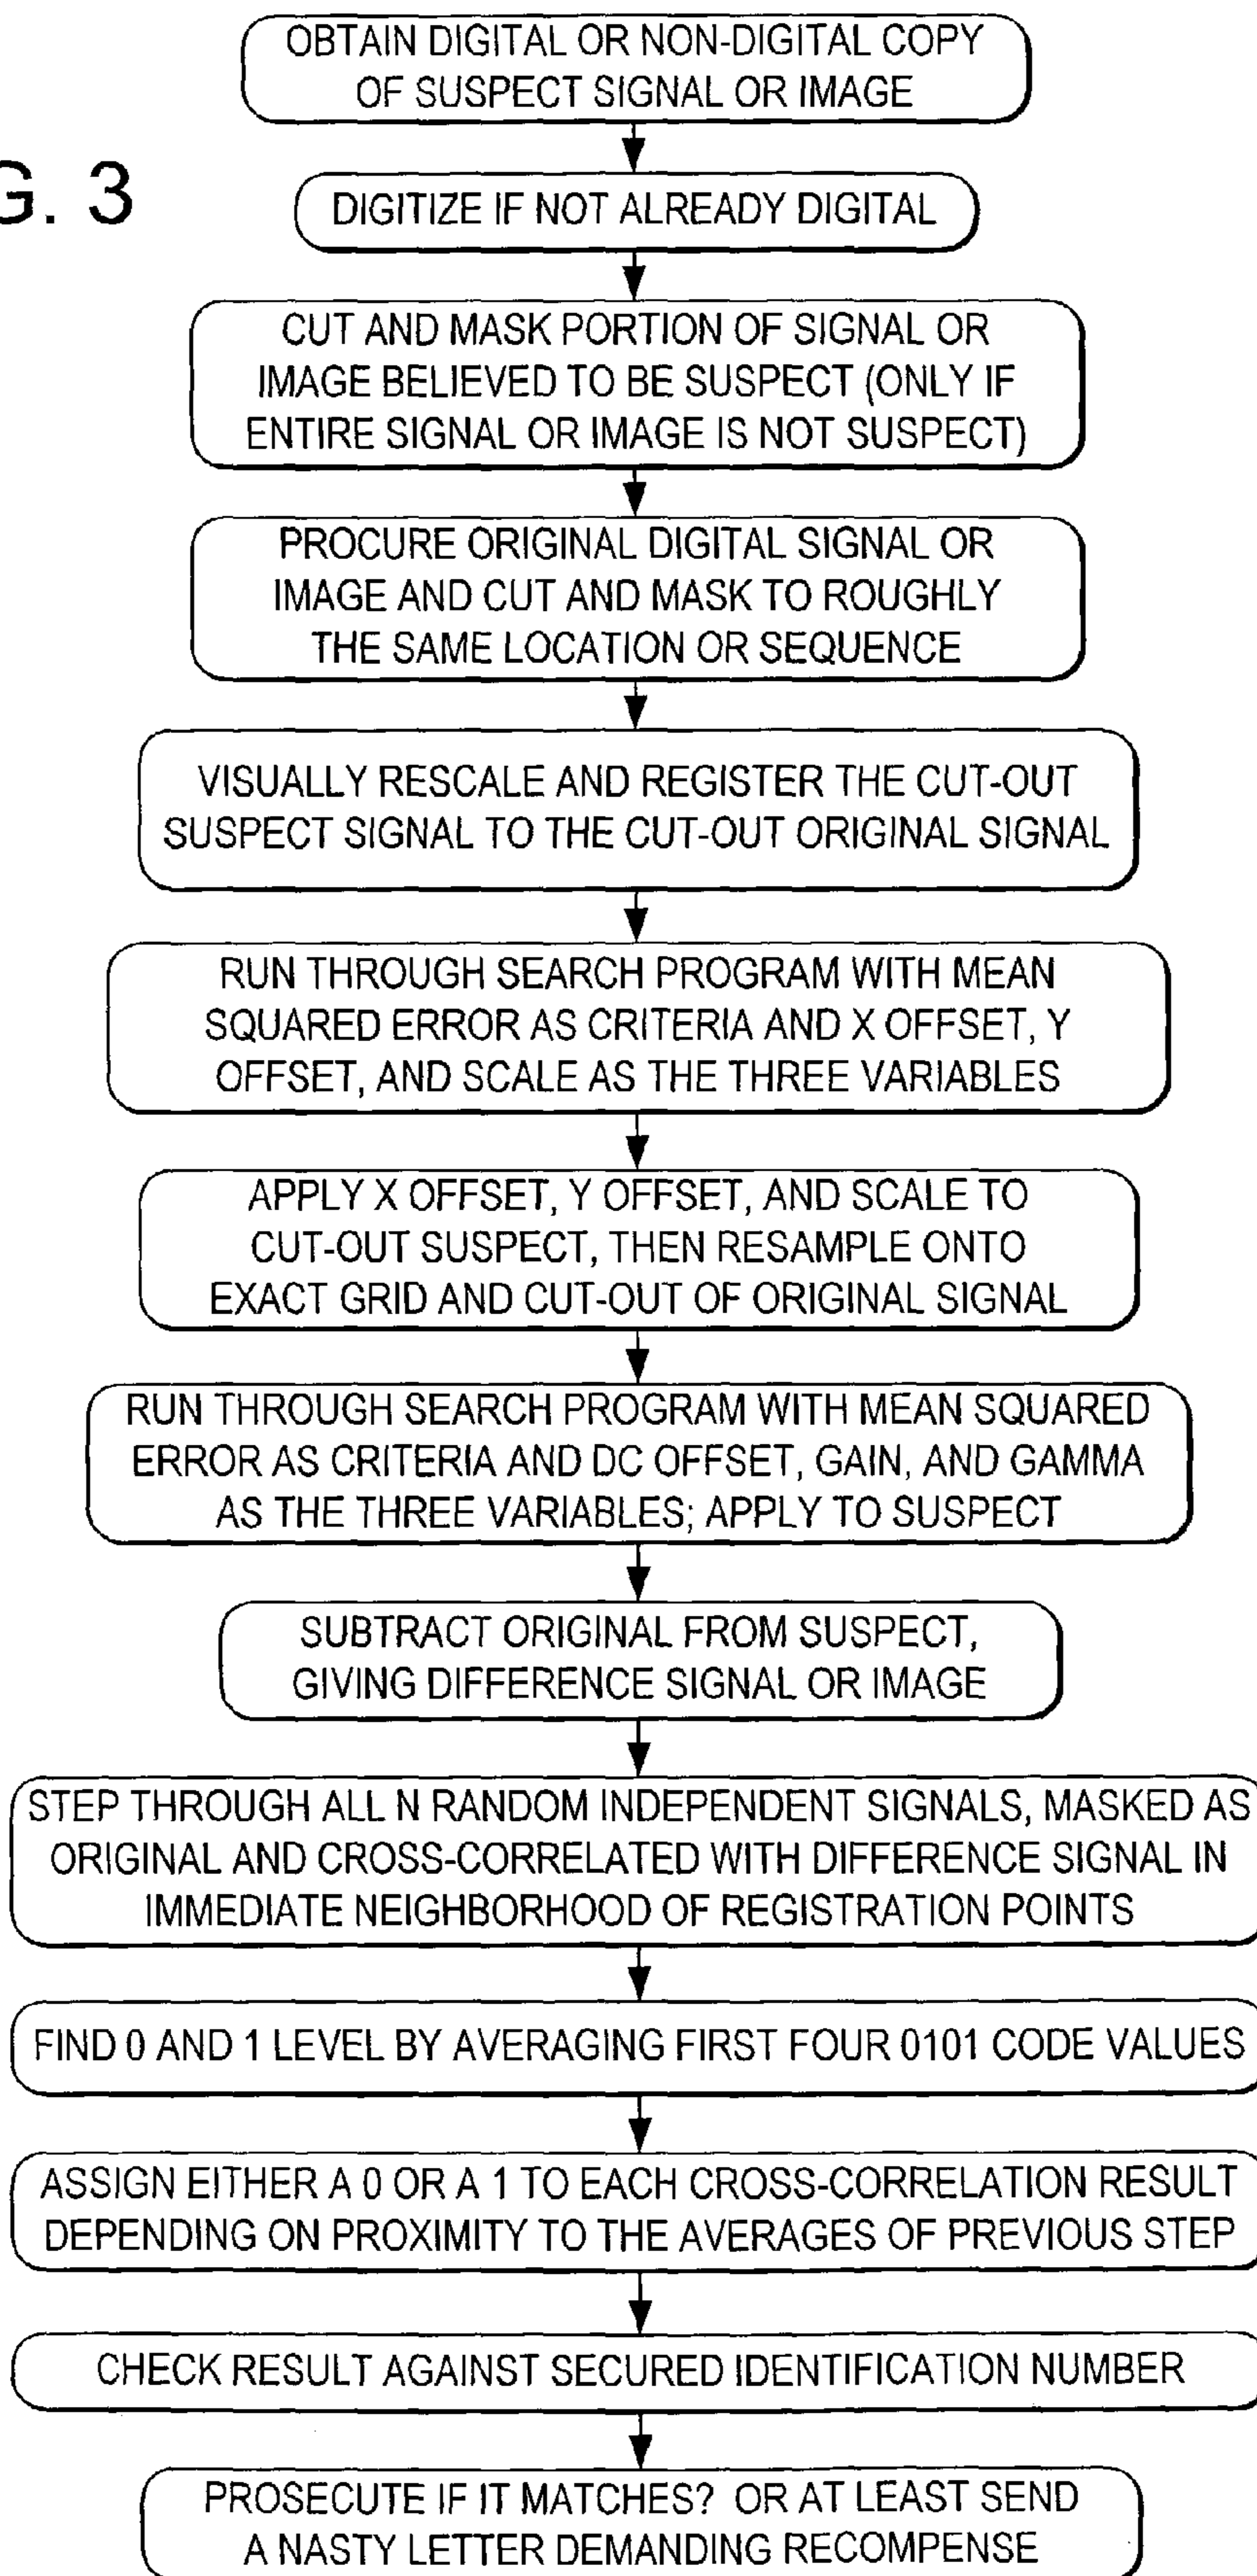 OBTAIN DIGITAL OR NON-DIGITAL COPY
OF SUSPECT SIGNAL OR IMAGE
G. 3
DIGITIZE IF NOT ALREADY DIGITAL
CUT AND MASK PORTION OF SIGNAL OR
IMAGE BELIEVED TO BE SUSPECT (ONLY IF
ENTIRE SIGNAL OR IMAGE IS NOT SUSPECT)
PROCURE ORIGINAL DIGITAL SIGNAL OR
IMAGE AND CUT AND MASK TO ROUGHLY
THE SAME LOCATION OR SEQUENCE
VISUALLY RESCALE AND REGISTER THE CUT-OUT
SUSPECT SIGNAL TO THE CUT-OUT ORIGINAL SIGNAL
RUN THROUGH SEARCH PROGRAM WITH MEAN
SQUARED ERROR AS CRITERIA AND X OFFSET, Y
OFFSET, AND SCALE AS THE THREE VARIABLES
APPLY X OFFSET, Y OFFSET, AND SCALE TO
CUT-OUT SUSPECT, THEN RESAMPLE ONTO
EXACT GRID AND CUT-OUT OF ORIGINAL SIGNAL
RUN THROUGH SEARCH PROGRAM WITH MEAN SQUARED
ERROR AS CRITERIA AND DC OFFSET, GAIN, AND GAMMA
AS THE THREE VARIABLES; APPLY TO SUSPECT
SUBTRACT ORIGINAL FROM SUSPECT,
GIVING DIFFERENCE SIGNAL OR IMAGE
STEP THROUGH ALL N RANDOM INDEPENDENT SIGNALS, MASKED AS
ORIGINAL AND CROSS-CORRELATED WITH DIFFERENCE SIGNAL IN
IMMEDIATE NEIGHBORHOOD OF REGISTRATION POINTS
FIND 0 AND 1 LEVEL BY AVERAGING FIRST FOUR 0101 CODE VALUES
ASSIGN EITHER A 0 OR A 1 TO EACH CROSS-CORRELATION RESULT
DEPENDING ON PROXIMITY TO THE AVERAGES OF PREVIOUS STEP
CHECK RESULT AGAINST SECURED IDENTIFICATION NUMBER
PROSECUTE IF IT MATCHES? OR AT LEAST SEND
A NASTY LETTER DEMANDING RECOMPENSE